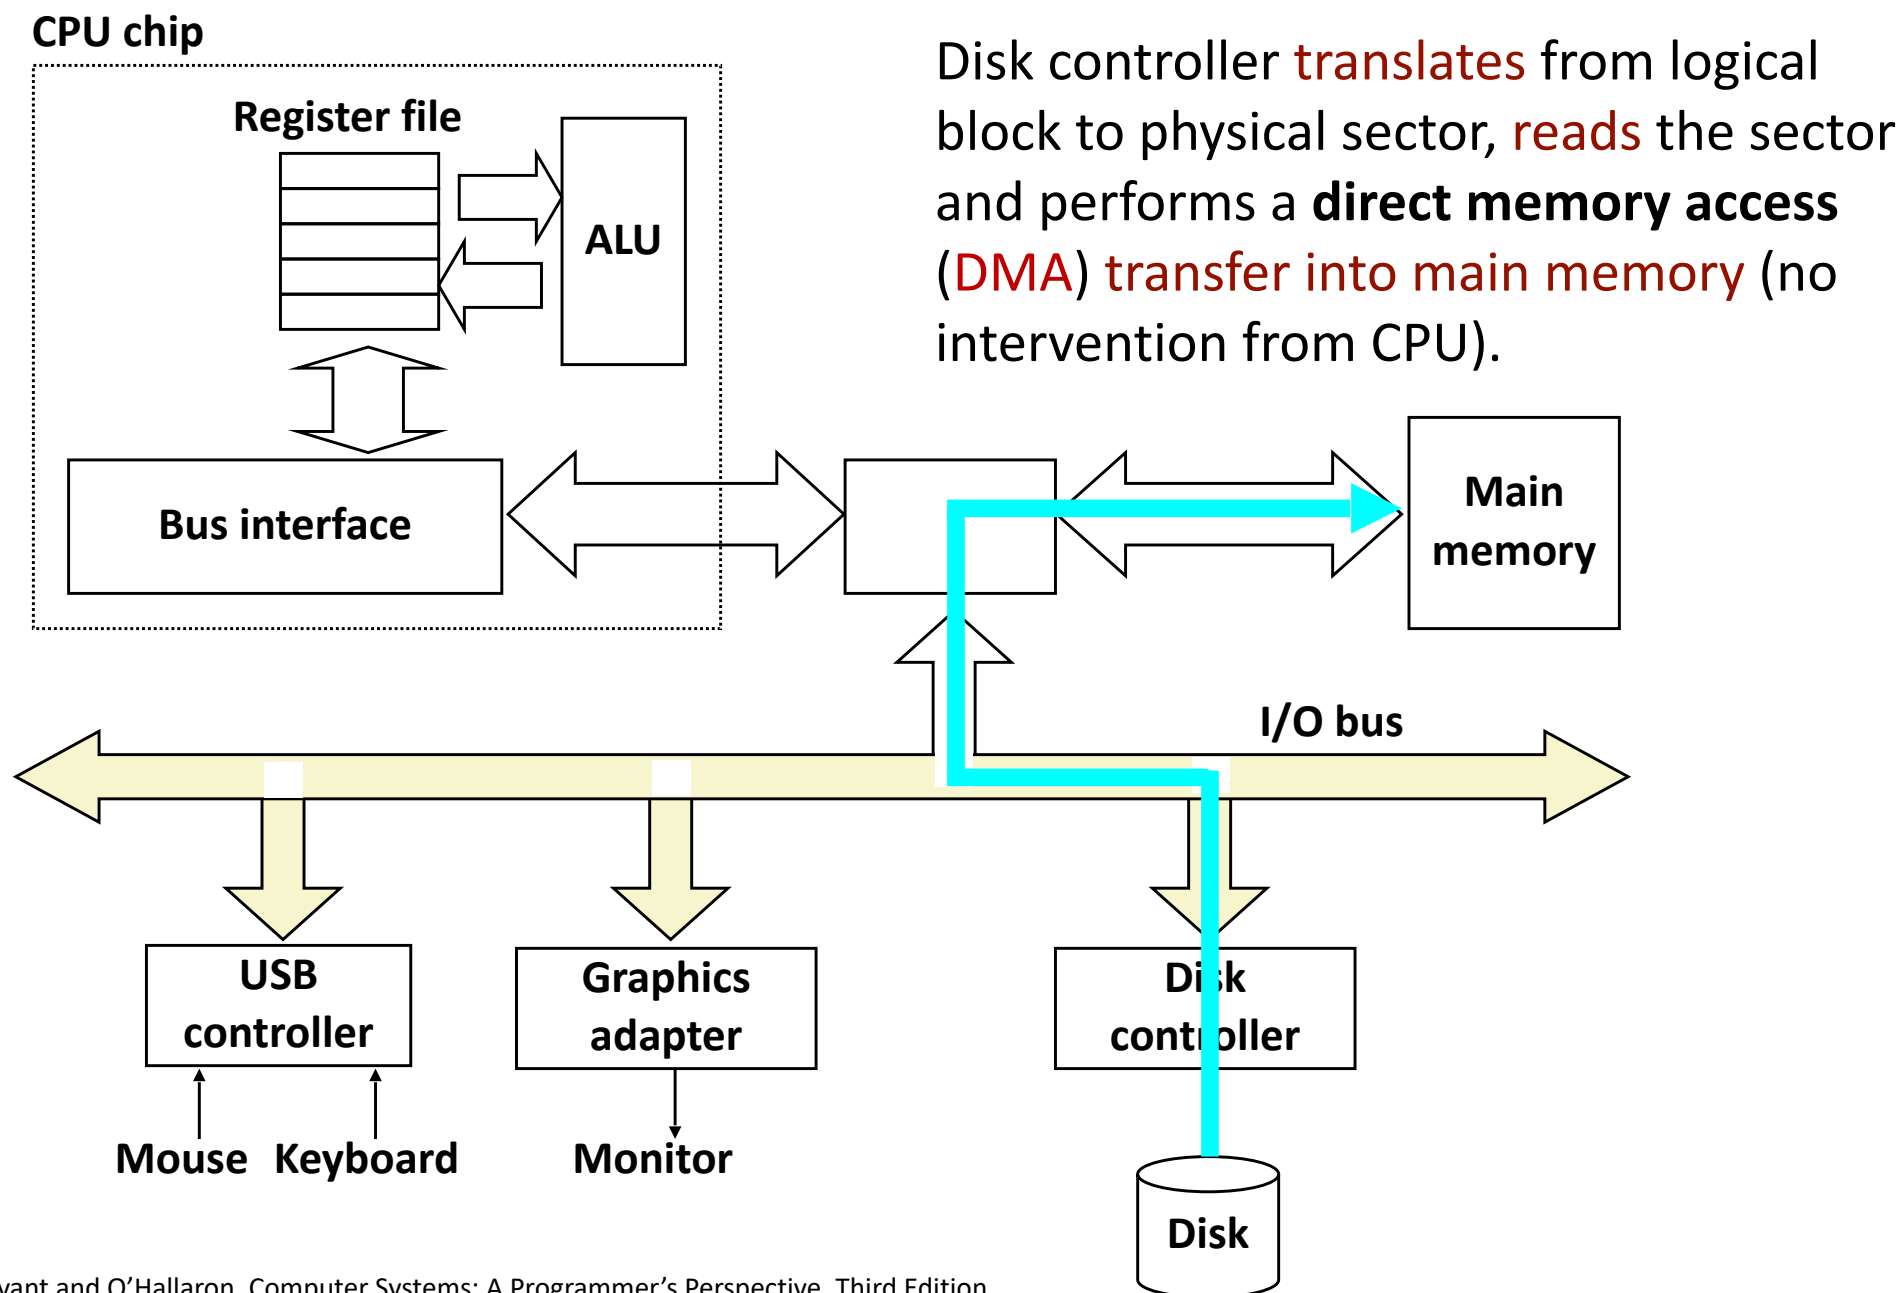 CPU chip
Disk controller translates from logical
block to physical sector, reads the sector
and performs a direct memory access
(DMA) transfer into main memory (no
intervention from CPU).
Register file
ALU
Bus interface
Main
memory
I/O bus
USB
controller
Graphics
adapter
Disk
controller
Mouse
Keyboard
Monitor
Disk
and O'Hallaron, Computer Systems: A Programmer's Perspective, Third Edition